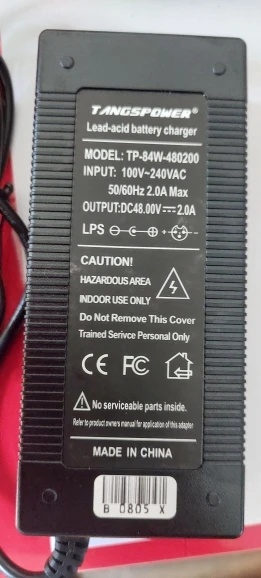 TANGSPOWER®
Lead-acid battery charger
MODEL: TP-84W-480200
INPUT: 100V~240VAC
50/60Hz 2.0A Max
OUTPUT:DC48.00V⎓2.0A
LPS
CAUTION!
HAZARDOUS AREA
INDOOR USE ONLY
Do Not Remove This Cover
Trained Serivce Personal Only
CE FC
No serviceable parts inside.
Refer to product owners manual for application of this adapter
MADE IN CHINA
B 0805 X